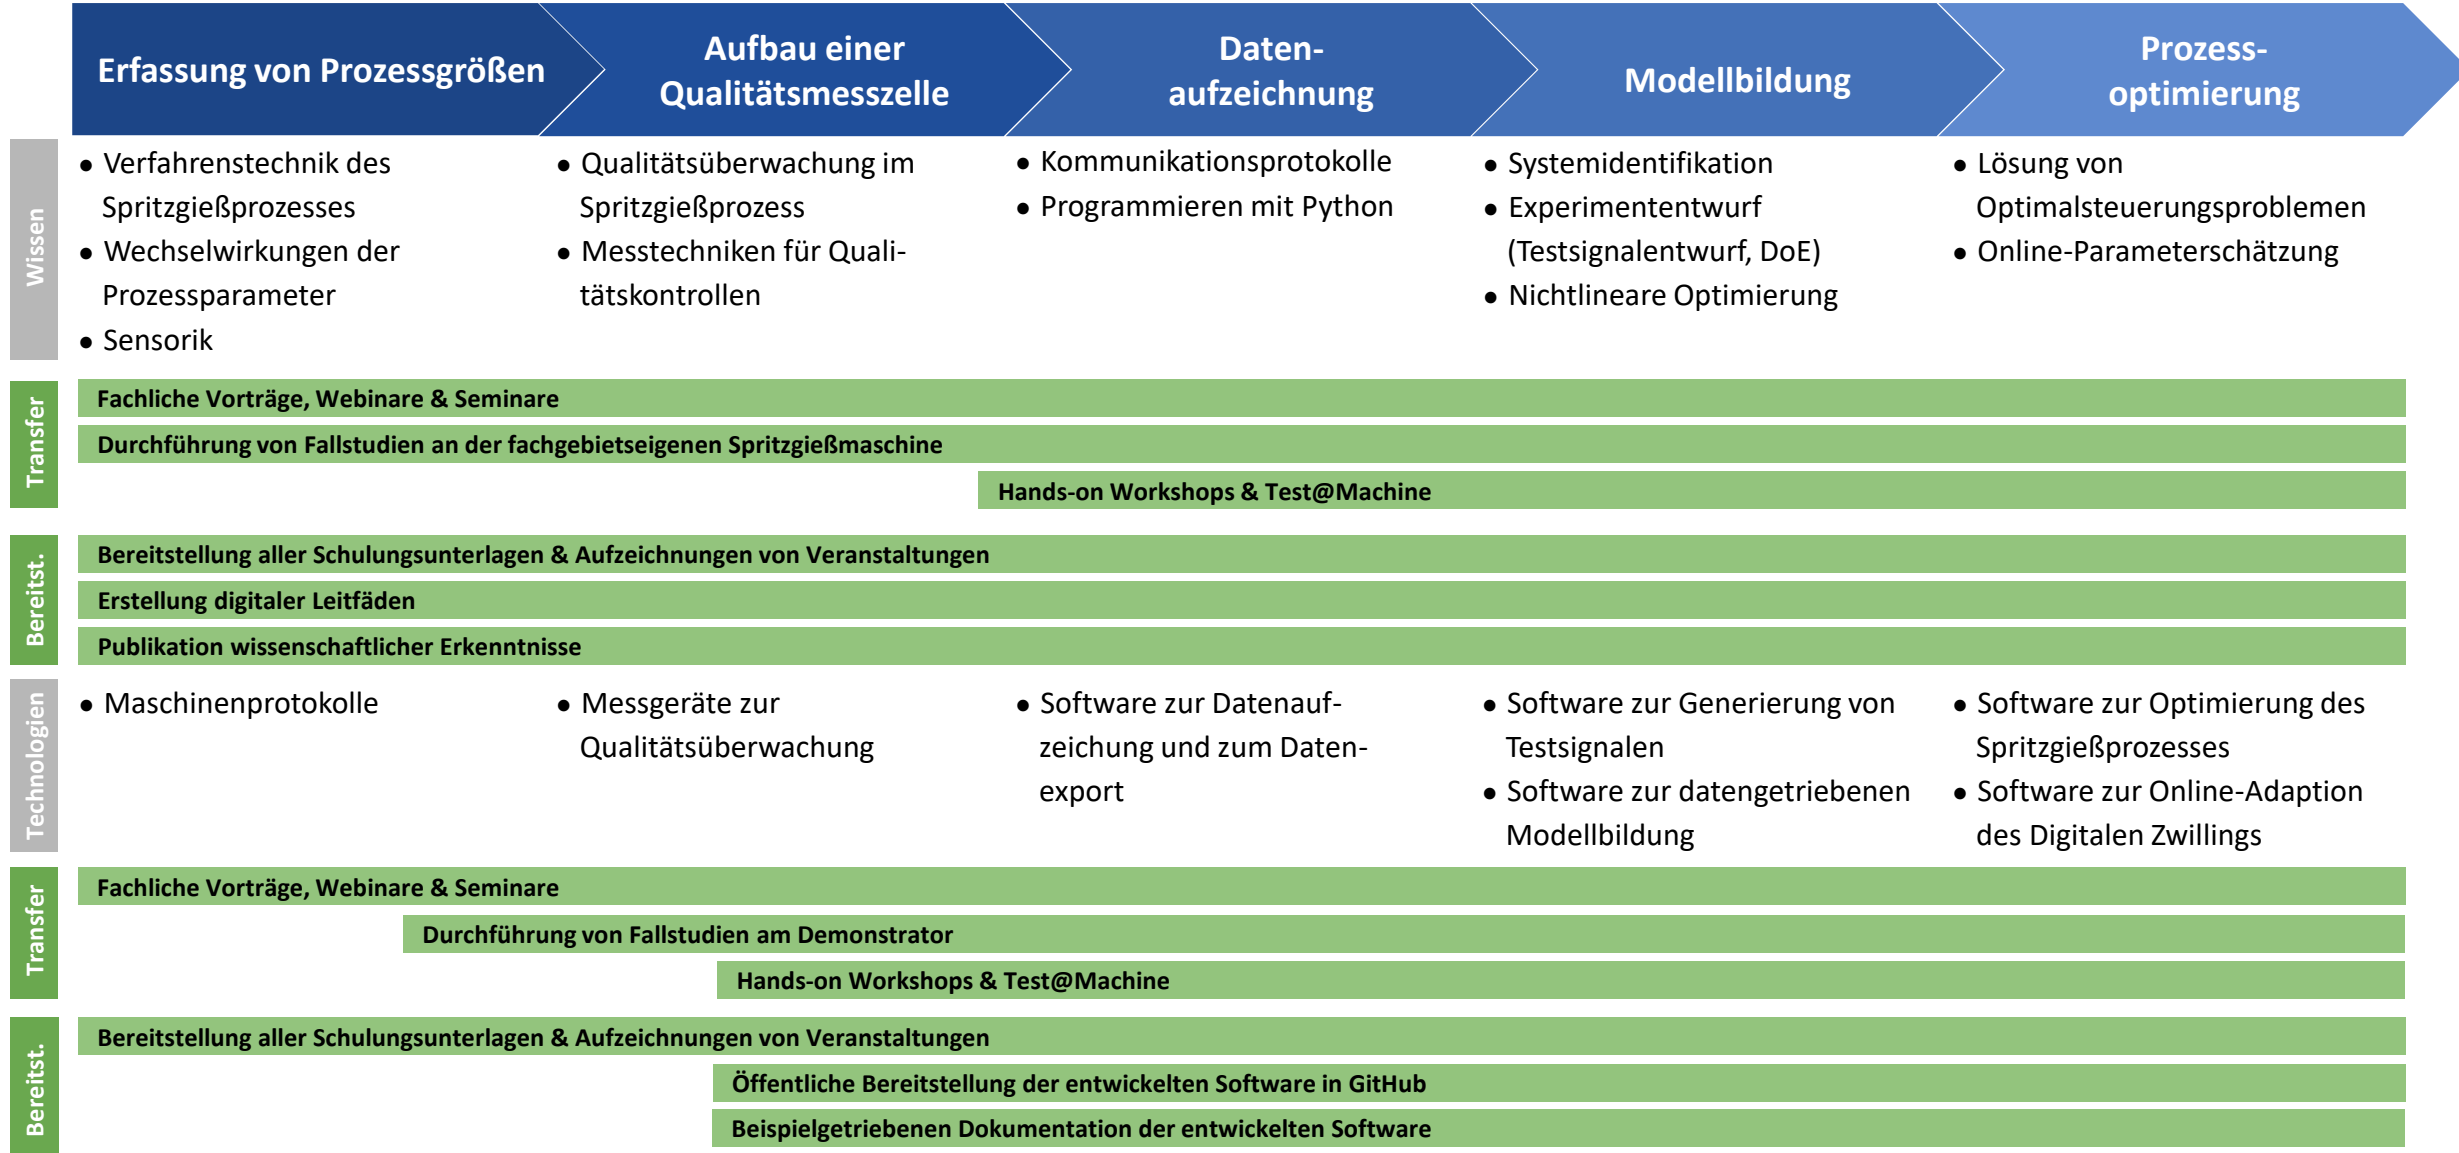 Erfassung von Prozessgrößen
Aufbau einer
Qualitätsmesszelle
Daten-
aufzeichnung
Modellbildung
Prozess-
optimierung
Wissen
• Verfahrenstechnik des
Spritzgießprozesses
• Wechselwirkungen der
Prozessparameter
• Sensorik
• Qualitätsüberwachung im
Spritzgießprozess
• Messtechniken für Quali-
tätskontrollen
• Kommunikationsprotokolle
• Programmieren mit Python
• Systemidentifikation
• Experimententwurf
(Testsignalentwurf, DoE)
• Nichtlineare Optimierung
• Lösung von
Optimalsteuerungsproblemen
• Online-Parameterschätzung
Transfer
Fachliche Vorträge, Webinare & Seminare
Durchführung von Fallstudien an der fachgebietseigenen Spritzgießmaschine
Hands-on Workshops & Test@Machine
Bereitst.
Bereitstellung aller Schulungsunterlagen & Aufzeichnungen von Veranstaltungen
Erstellung digitaler Leitfäden
Publikation wissenschaftlicher Erkenntnisse
Technologien
• Maschinenprotokolle
• Messgeräte zur
Qualitätsüberwachung
• Software zur Datenauf-
zeichung und zum Daten-
export
• Software zur Generierung von
Testsignalen
• Software zur datengetriebenen
Modellbildung
• Software zur Optimierung des
Spritzgießprozesses
• Software zur Online-Adaption
des Digitalen Zwillings
Transfer
Fachliche Vorträge, Webinare & Seminare
Durchführung von Fallstudien am Demonstrator
Hands-on Workshops & Test@Machine
Bereitst.
Bereitstellung aller Schulungsunterlagen & Aufzeichnungen von Veranstaltungen
Öffentliche Bereitstellung der entwickelten Software in GitHub
Beispielgetriebenen Dokumentation der entwickelten Software